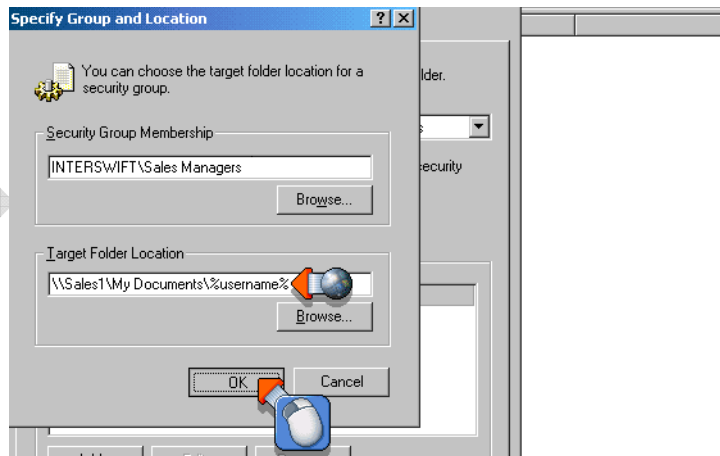 Specify Group and Location
You can choose the target folder location for a
security group.
lder.
Security Group Membership
INTERSWIFT\Sales Managers
ecurity
Browse...
Target Folder Location
\\Sales1\My Documents\%username%
Browse...
OK
Cancel